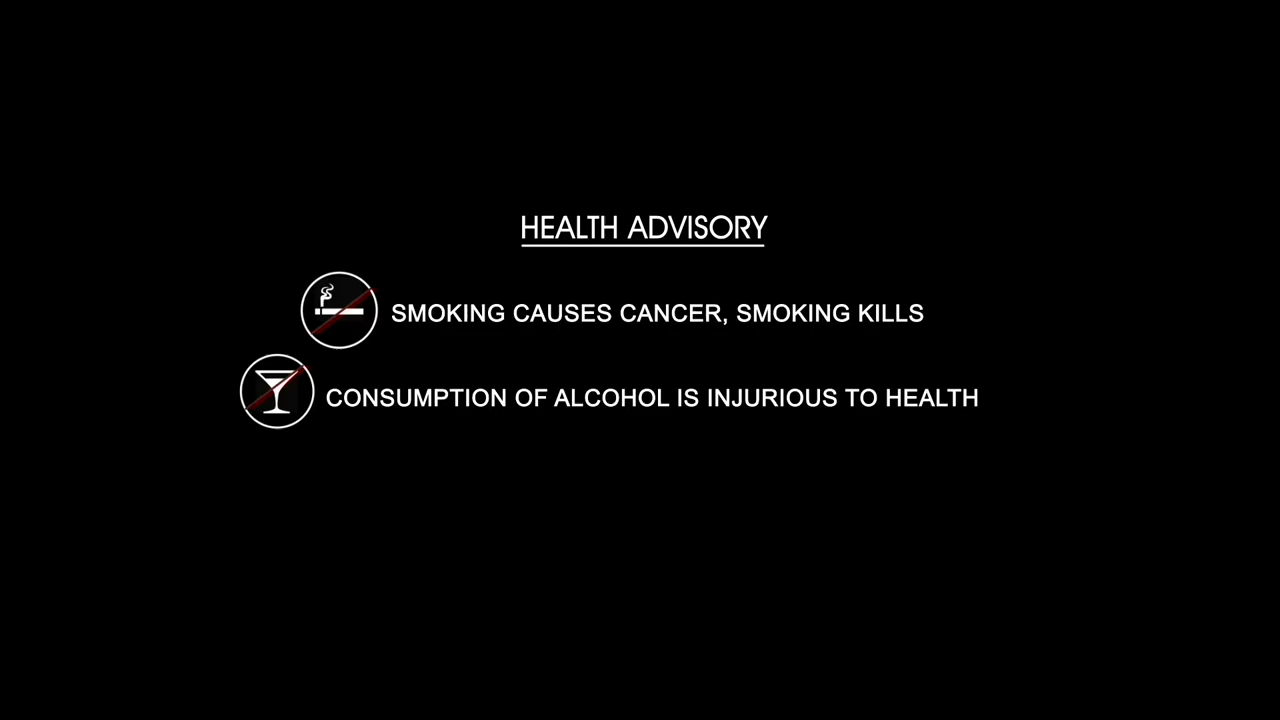 HEALTH ADVISORY
SMOKING CAUSES CANCER, SMOKING KILLS
CONSUMPTION OF ALCOHOL IS INJURIOUS TO HEALTH